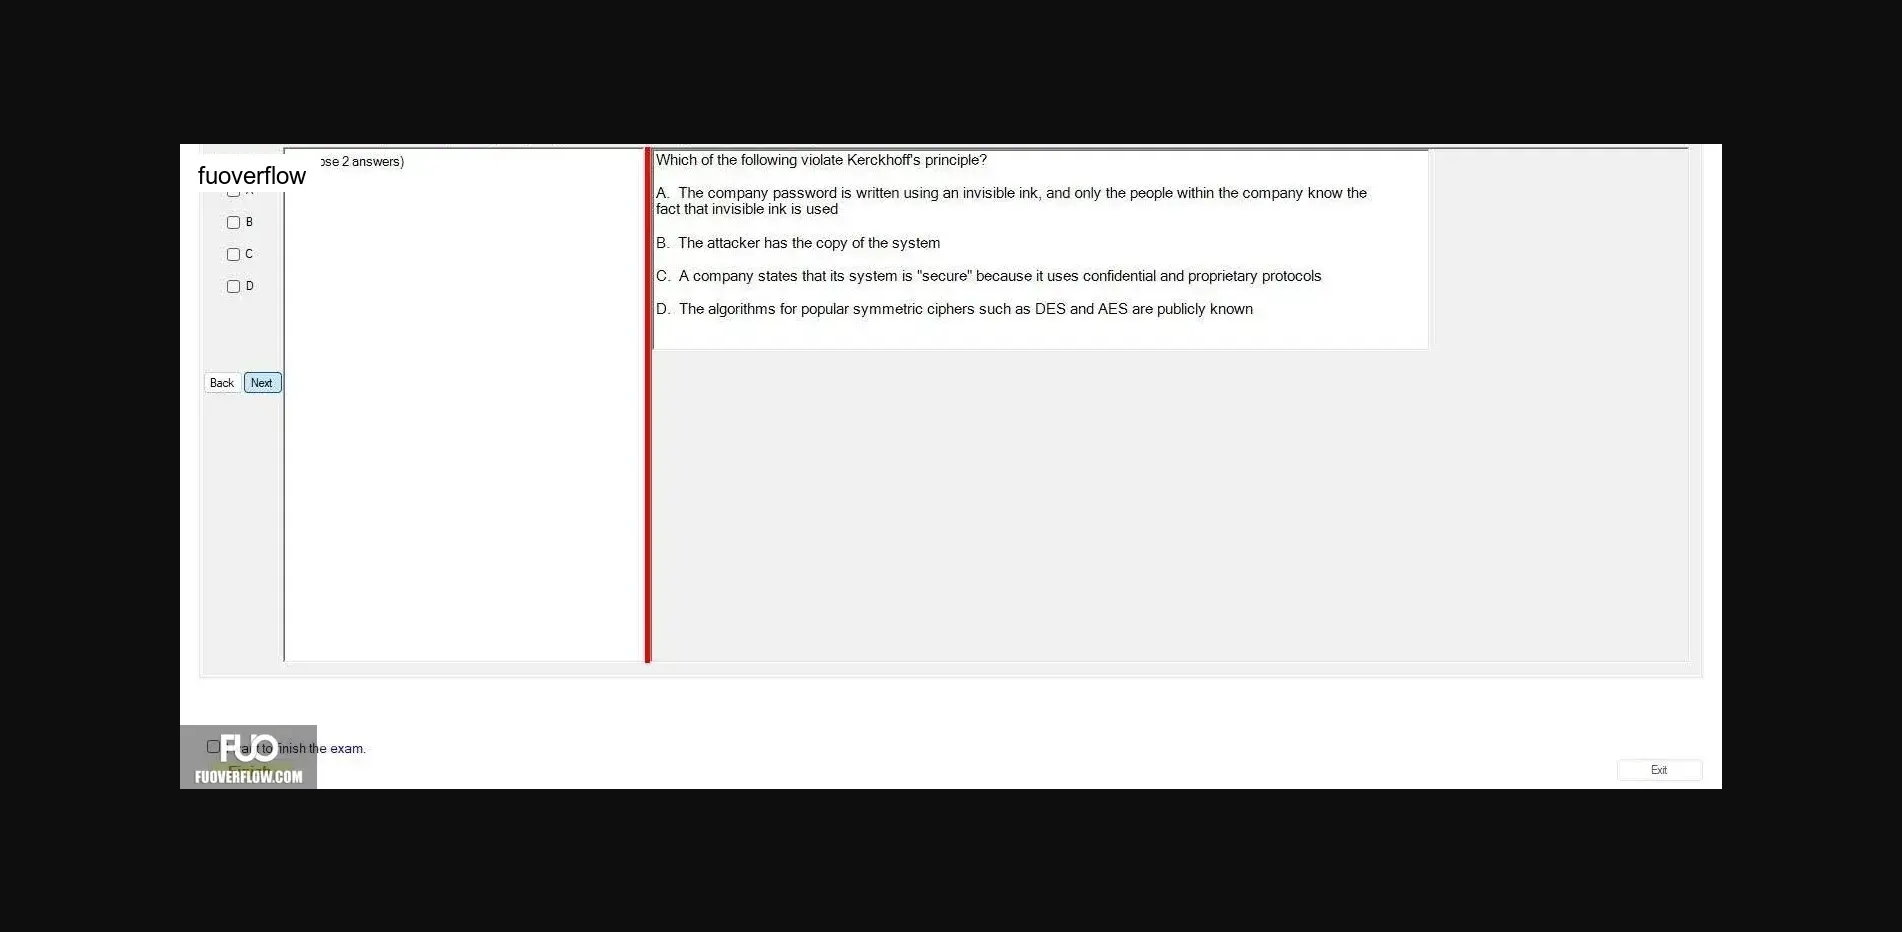 fuoverflow
ose 2 answers)
B
C
D
Back Next
Which of the following violate Kerckhoff's principle?
A. The company password is written using an invisible ink, and only the people within the company know the
fact that invisible ink is used
B. The attacker has the copy of the system
C. A company states that its system is "secure" because it uses confidential and proprietary protocols
D. The algorithms for popular symmetric ciphers such as DES and AES are publicly known
to finish the exam.
FUO
FUOVERFLOW.COM
Exit